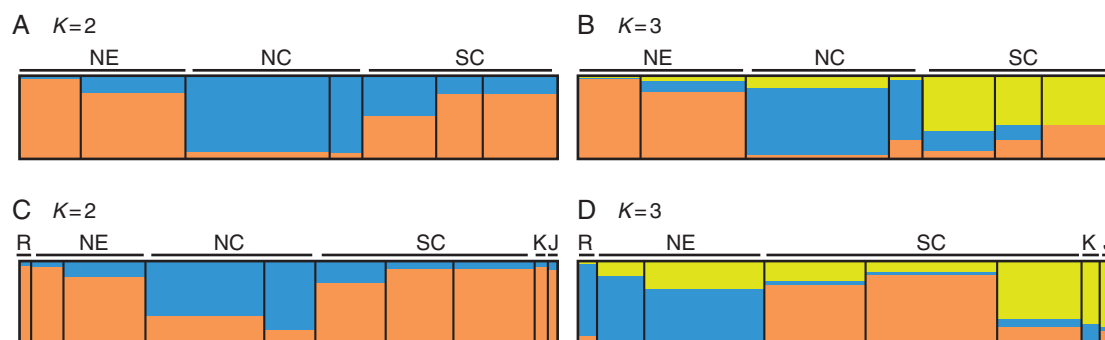 A K=2
NE NC SC
B K=3
NE NC SC
C K=2
R NE NC SC K J
D K=3
R NE SC K